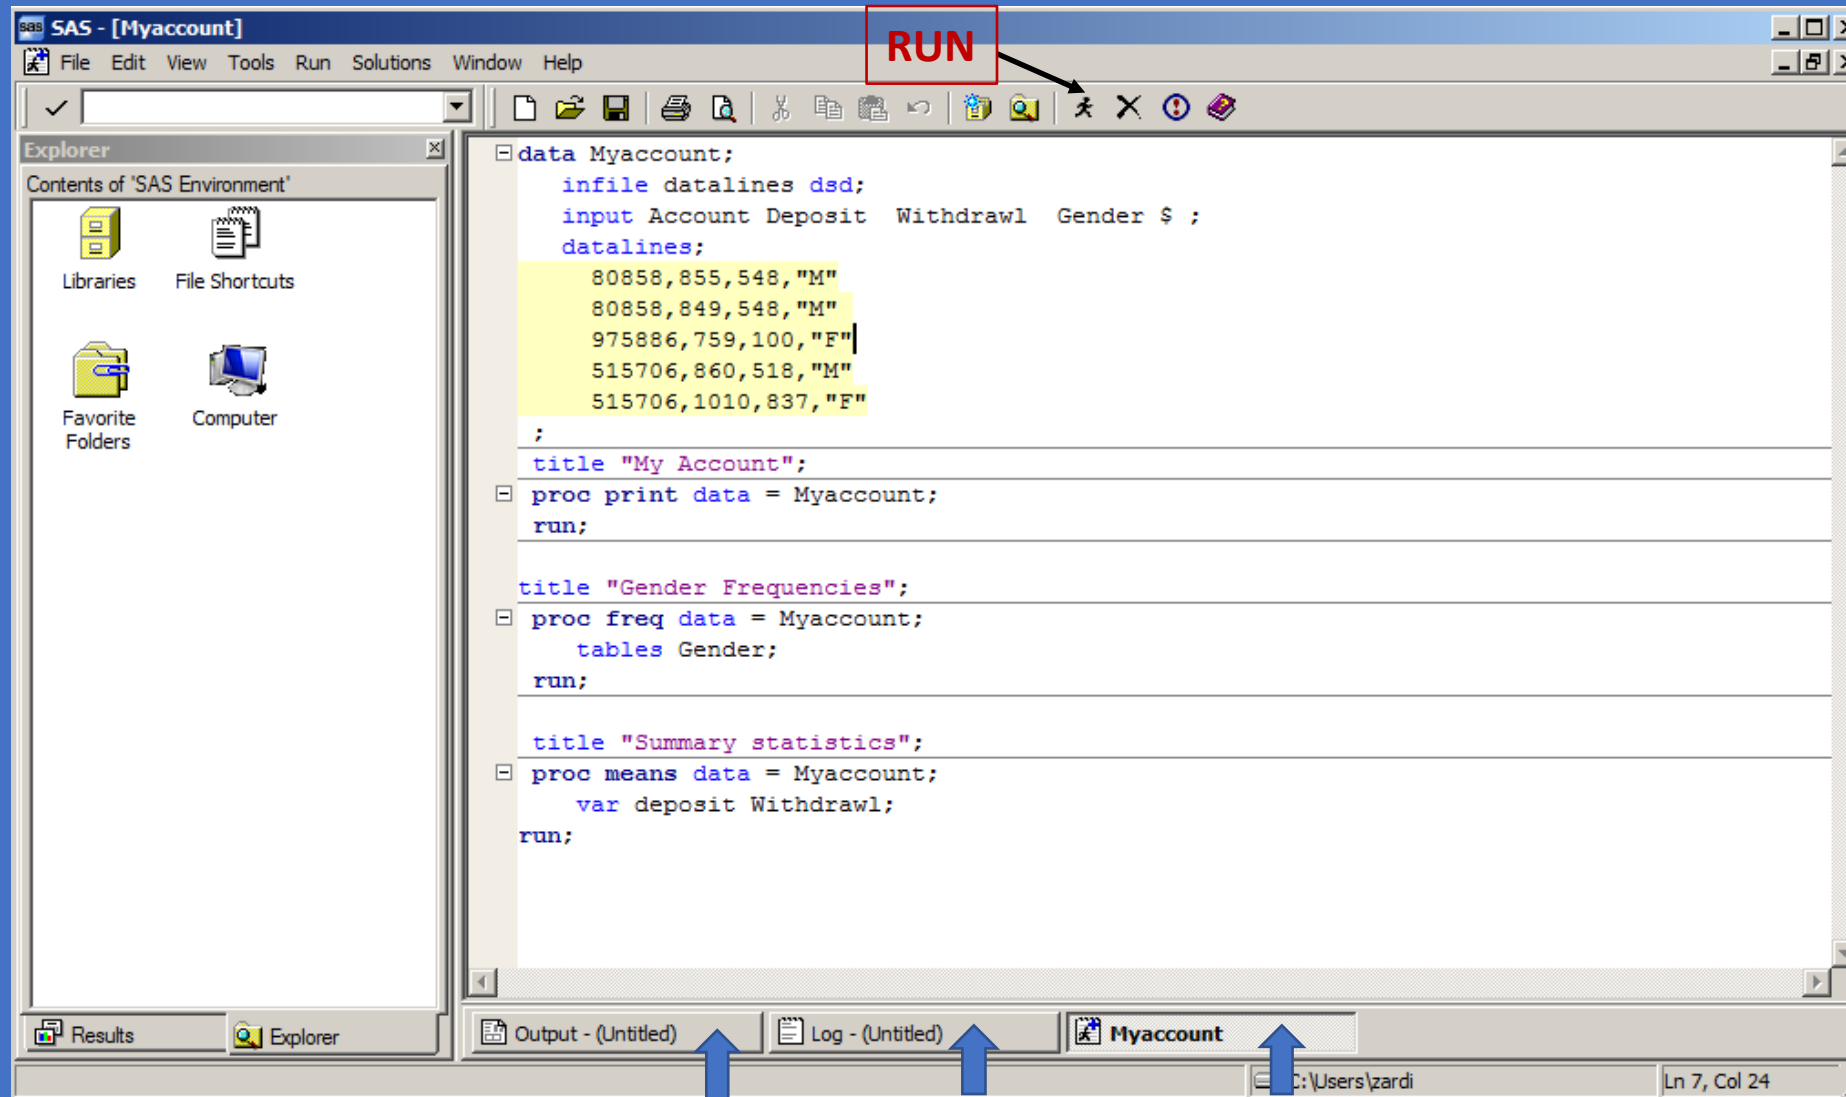 SAS - [Myaccount]
RUN
File Edit View Tools Run Solutions Window Help
Explorer
Contents of 'SAS Environment'
Libraries File Shortcuts
Favorite Folders Computer
data Myaccount;
infile datalines dsd;
input Account Deposit Withdrawl Gender $ ;
datalines;
80858,855,548,"M"
80858,849,548,"M"
975886,759,100,"F"
515706,860,518,"M"
515706,1010,837,"F"
;
title "My Account";
proc print data = Myaccount;
run;
title "Gender Frequencies";
proc freq data = Myaccount;
tables Gender;
run;
title "Summary statistics";
proc means data = Myaccount;
var deposit Withdrawl;
run;
Results Explorer
Output - (Untitled) Log - (Untitled) Myaccount
C:\Users\zardi Ln 7, Col 24